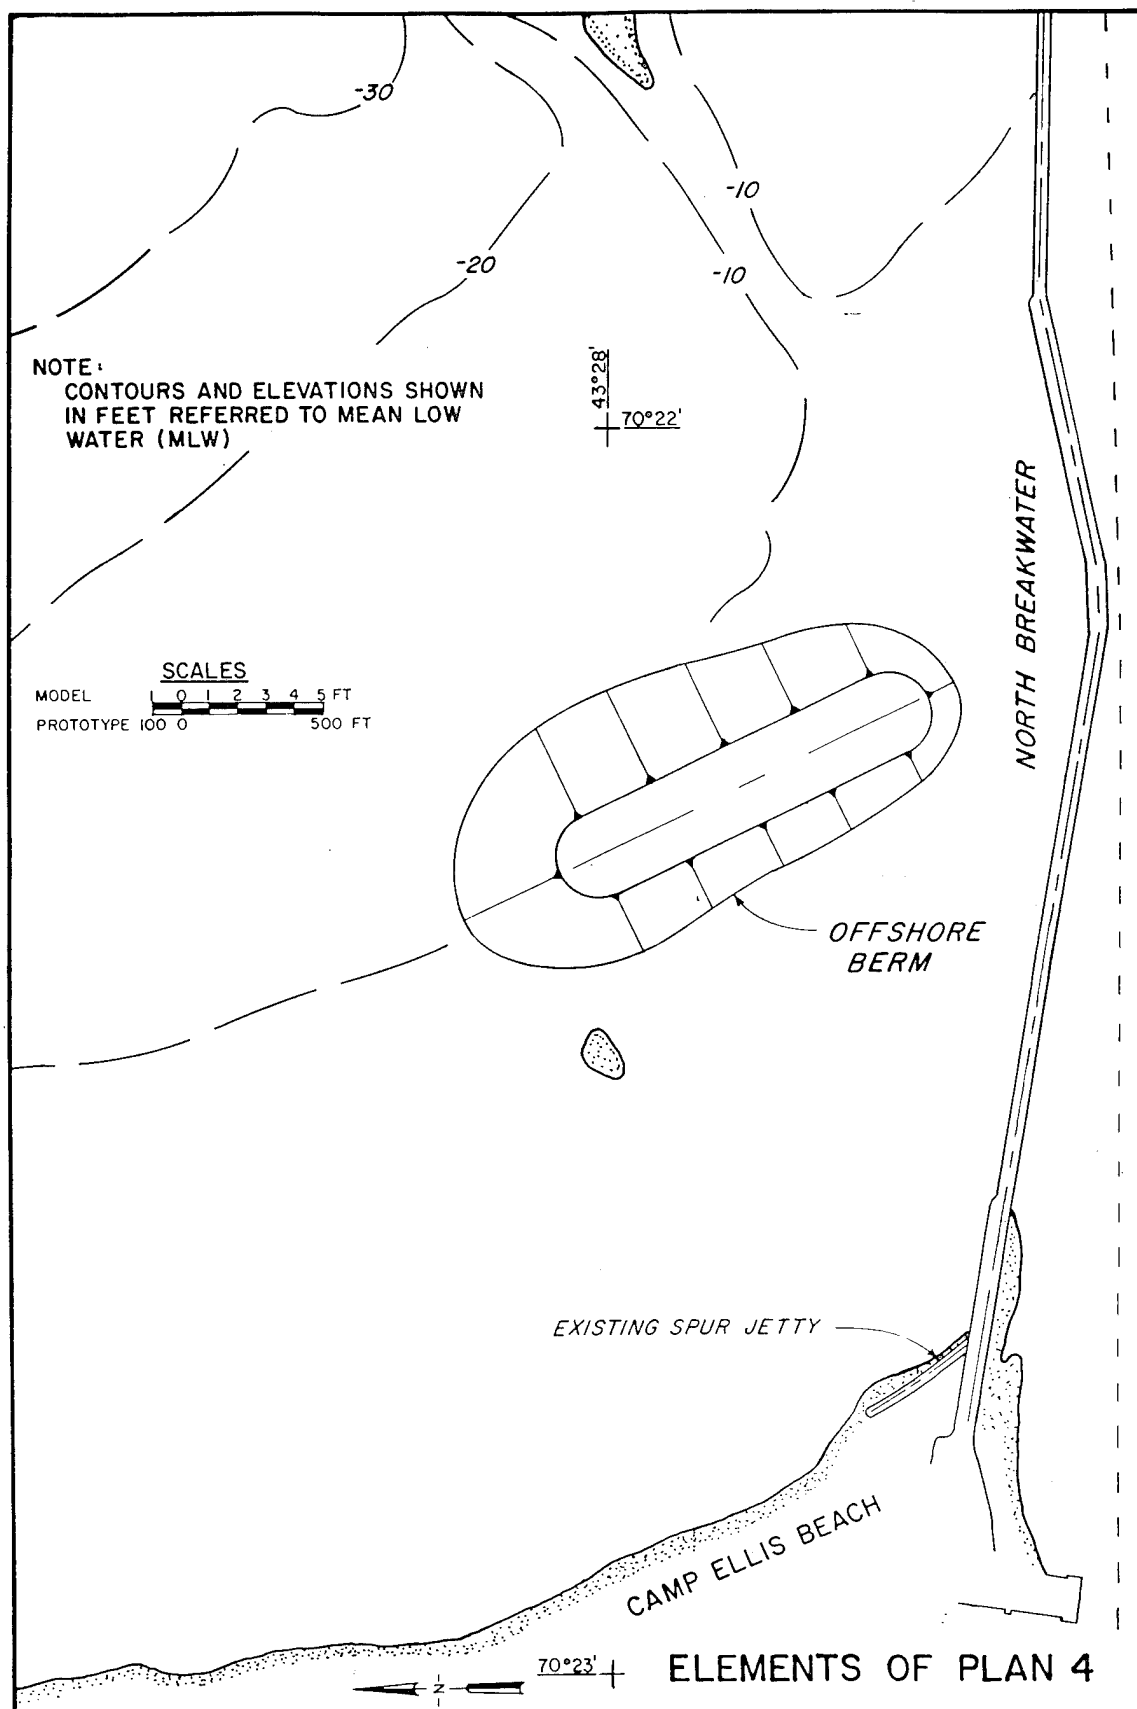 -30
-10
-20
-10
NOTE:
CONTOURS AND ELEVATIONS SHOWN
IN FEET REFERRED TO MEAN LOW
WATER (MLW)
43°28'
70°22'
NORTH BREAKWATER
SCALES
MODEL 1 0 1 2 3 4 5 FT
PROTOTYPE 100 0 500 FT
OFFSHORE
BERM
EXISTING SPUR JETTY
CAMP ELLIS BEACH
70°23'
N
ELEMENTS OF PLAN 4